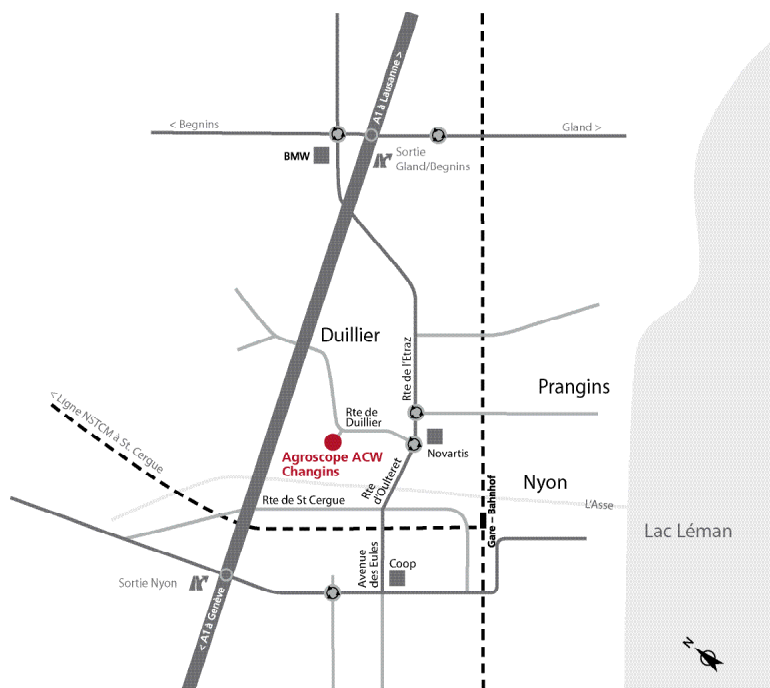 A1 à Lausanne >
< Begnins
Gland >
BMW
Sortie
Gland/Begnins
Duillier
Rte de l'Etraz
Prangins
< Ligne NSTCM à St. Cergue
Rte de
Duillier
Novartis
Agroscope ACW
Changins
Rte
d'Oulteret
Nyon
Rte de St Cergue
L'Asse
Gare – Bahnhof
Lac Léman
Avenue
des Eules
Coop
Sortie Nyon
< A1 à Genève
N